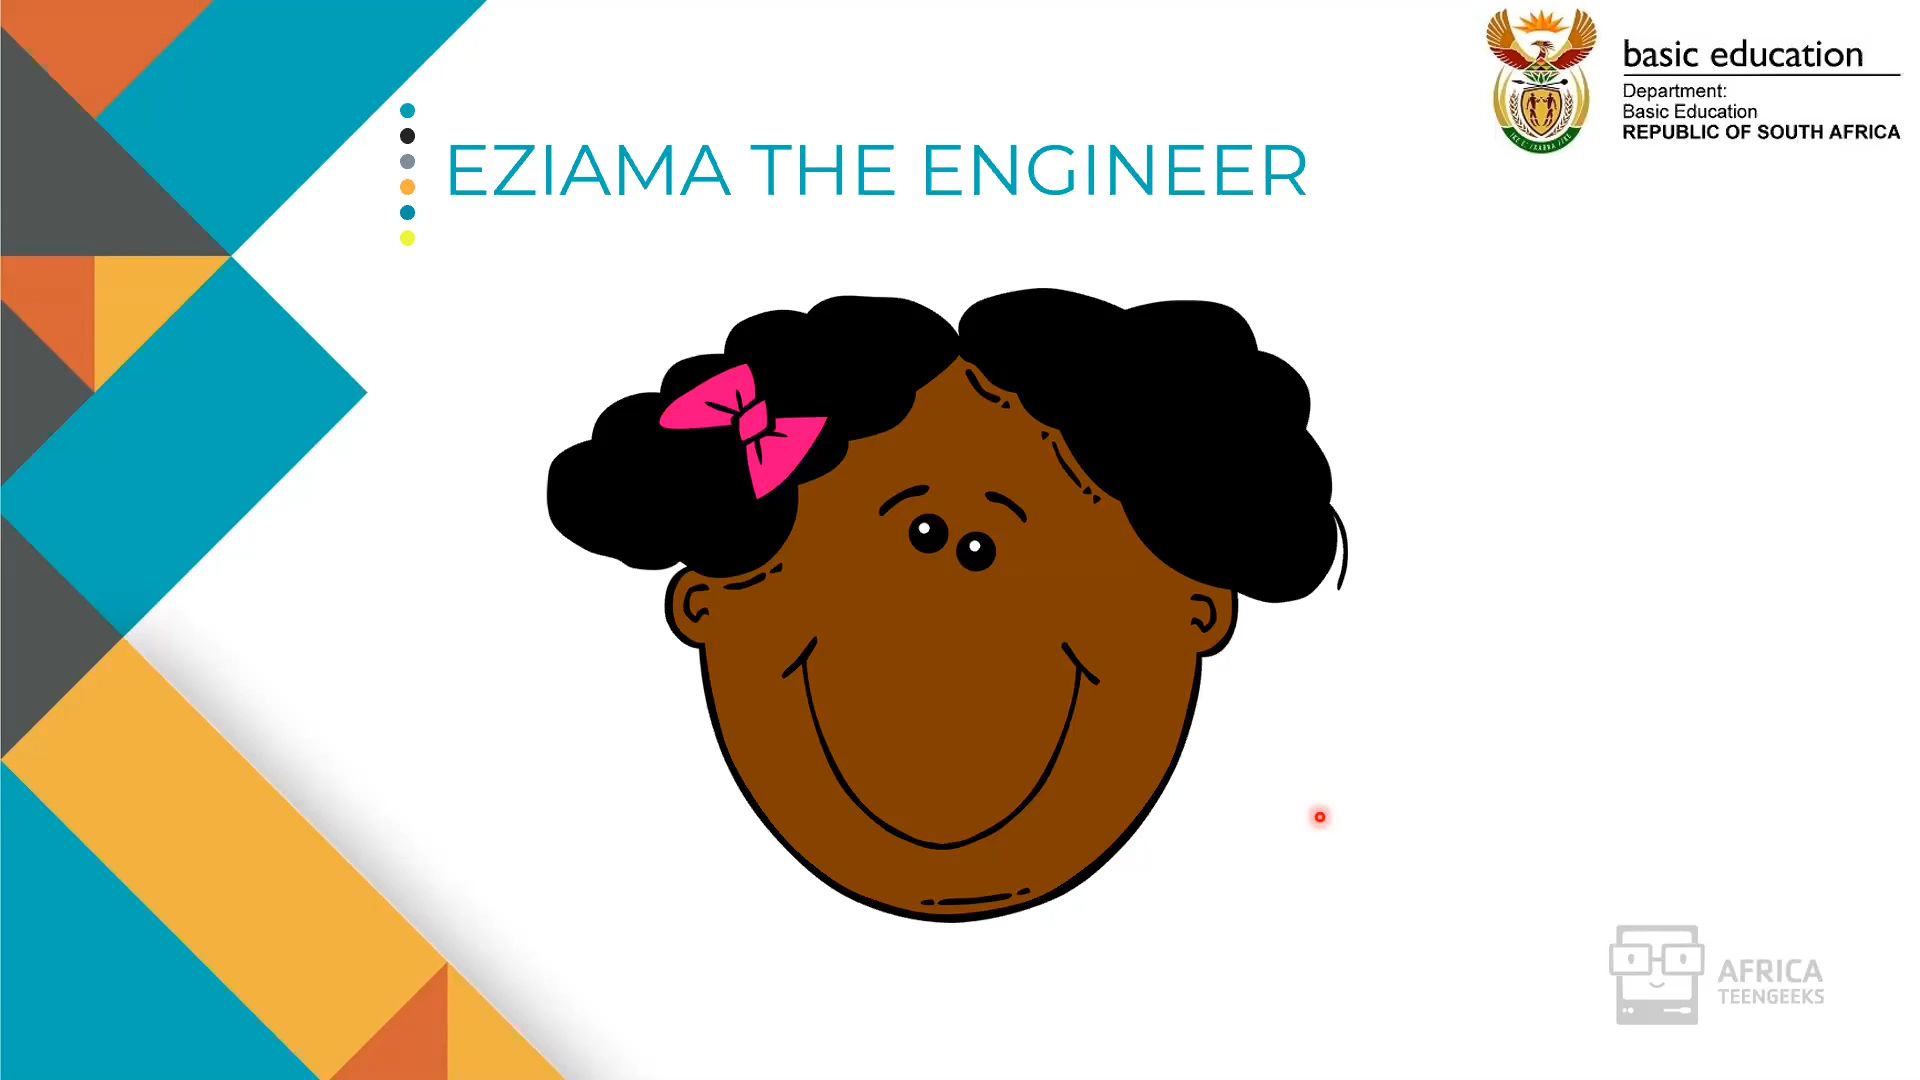 basic education
Department:
Basic Education
REPUBLIC OF SOUTH AFRICA
EZIAMA THE ENGINEER
AFRICA
TEENGEEKS